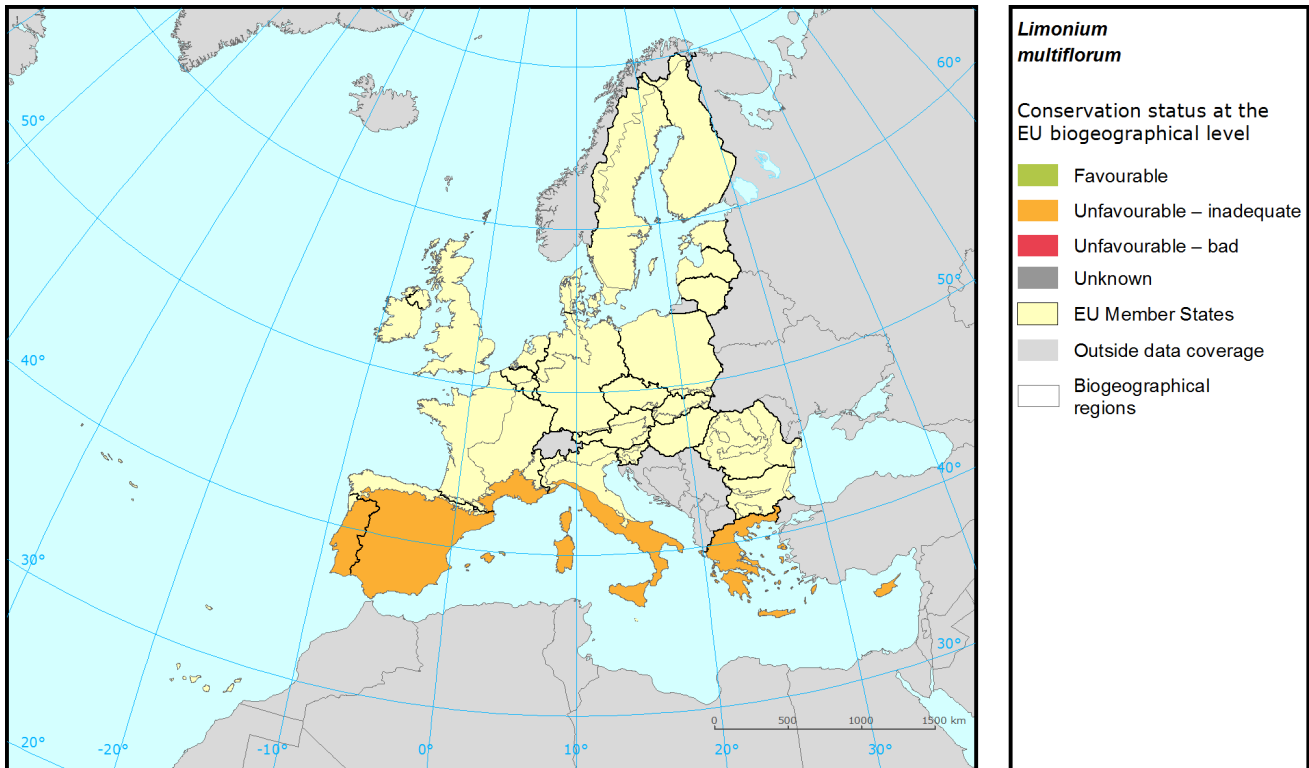 Limonium
multiflorum
Conservation status at the
EU biogeographical level
Favourable
Unfavourable – inadequate
Unfavourable – bad
Unknown
EU Member States
Outside data coverage
Biogeographical
regions
60°
50°
50°
40°
40°
30°
30°
0 500 1000 1500 km
20° -20° -10° 0° 10° 20° 30°